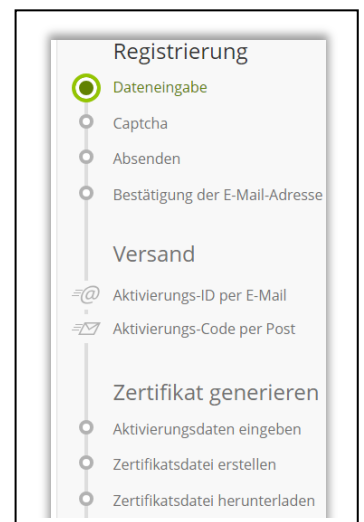 Registrierung
Dateneingabe
Captcha
Absenden
Bestätigung der E-Mail-Adresse
Versand
Aktivierungs-ID per E-Mail
Aktivierungs-Code per Post
Zertifikat generieren
Aktivierungsdaten eingeben
Zertifikatsdatei erstellen
Zertifikatsdatei herunterladen